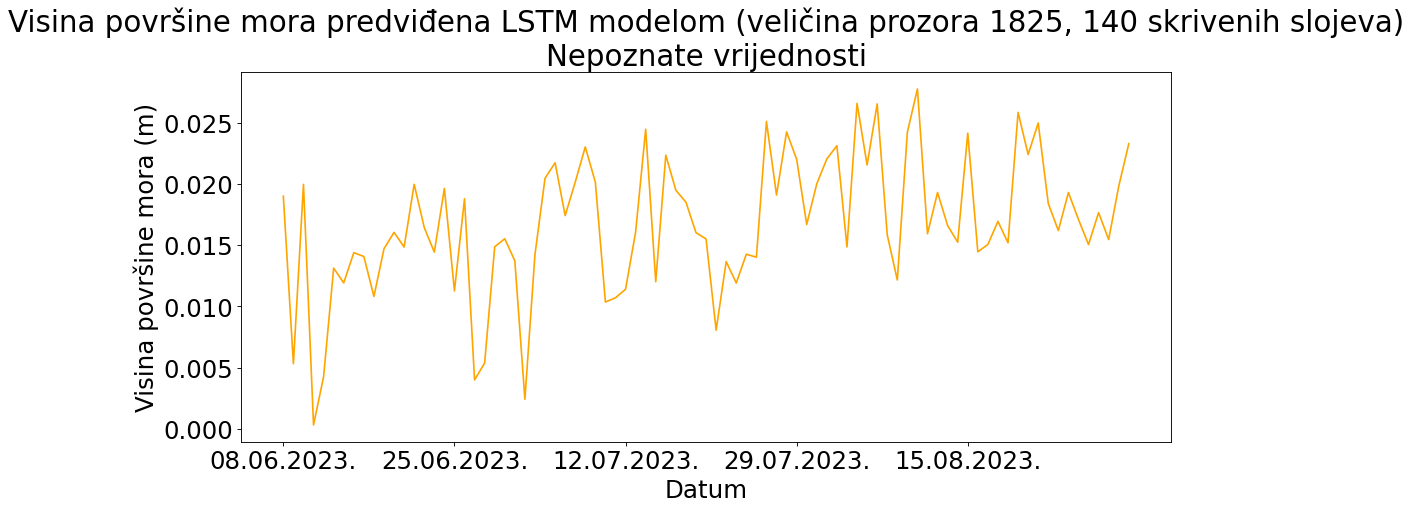 Visina površine mora predviđena LSTM modelom (veličina prozora 1825, 140 skrivenih slojeva)
Nepoznate vrijednosti
Visina površine mora (m)
0.025
0.020
0.015
0.010
0.005
0.000
08.06.2023. 25.06.2023. 12.07.2023. 29.07.2023. 15.08.2023.
Datum